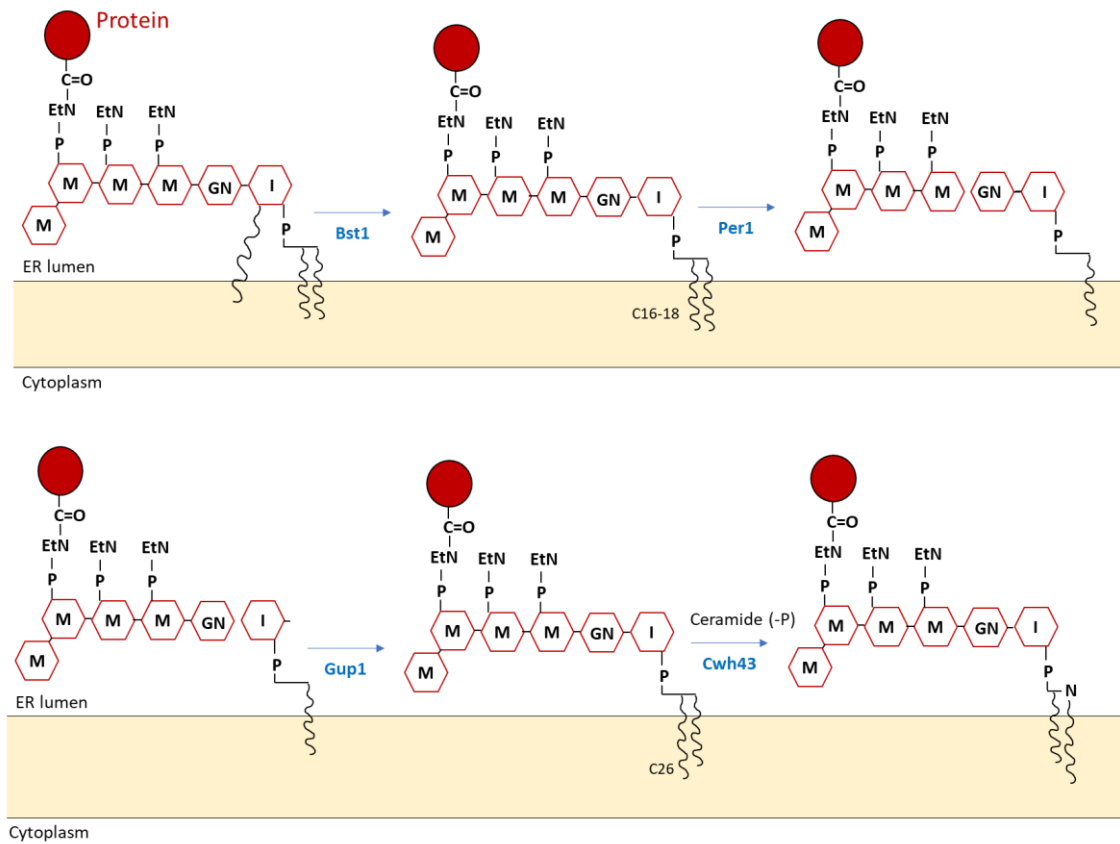 Protein
C=O C=O C=O
EtN EtN EtN EtN EtN EtN EtN EtN EtN
P P P P P P P P P
M M M GN I M M M GN I M M M GN I
M M M
P P P
Bst1 Per1
ER lumen
C16-18
Cytoplasm
C=O C=O C=O
EtN EtN EtN EtN EtN EtN EtN EtN EtN
P P P P P P P P P
M M M GN I M M M GN I M M M GN I
Ceramide (-P)
M M M
P P P
Gup1 Cwh43
N
ER lumen
C26
Cytoplasm